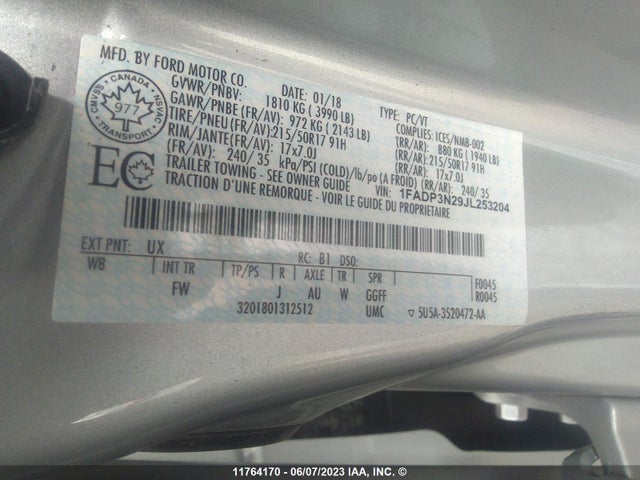 MFD. BY FORD MOTOR CO.
DATE: 01/18
TYPE: PC/VT
GVWR/PNBV: 1810 KG ( 3990 LB)
COMPLIES: ICES/NMB-002
GAWR/PNBE (FR/AV): 972 KG ( 2143 LB)
(RR/AR): 880 KG ( 1940 LB)
TIRE/PNEU(FR/AV): 215/50R17 91H
(RR/AR): 215/50R17 91H
RIM/JANTE(FR/AV): 17x7.0J
(RR/AR): 17x7.0J
(FR/AV): 240/ 35 kPa/PSI (COLD)/lb/po (A FROID) (RR/AR): 240/ 35
TRAILER TOWING - SEE OWNER GUIDE
VIN: 1FADP3N29JL253204
TRACTION D'UNE REMORQUE - VOIR LE GUIDE DU PROPRIETAIRE
CMVSS CANADA NSVAC
977
EC
EXT PNT: UX
RC: B1 DSO:
WB INT TR TP/PS R AXLE TR SPR
F0045
FW J AU W GGFF
R0045
3201801312512
UMC
5U5A-3520472-AA
11764170 - 06/07/2023 IAA, INC. ©